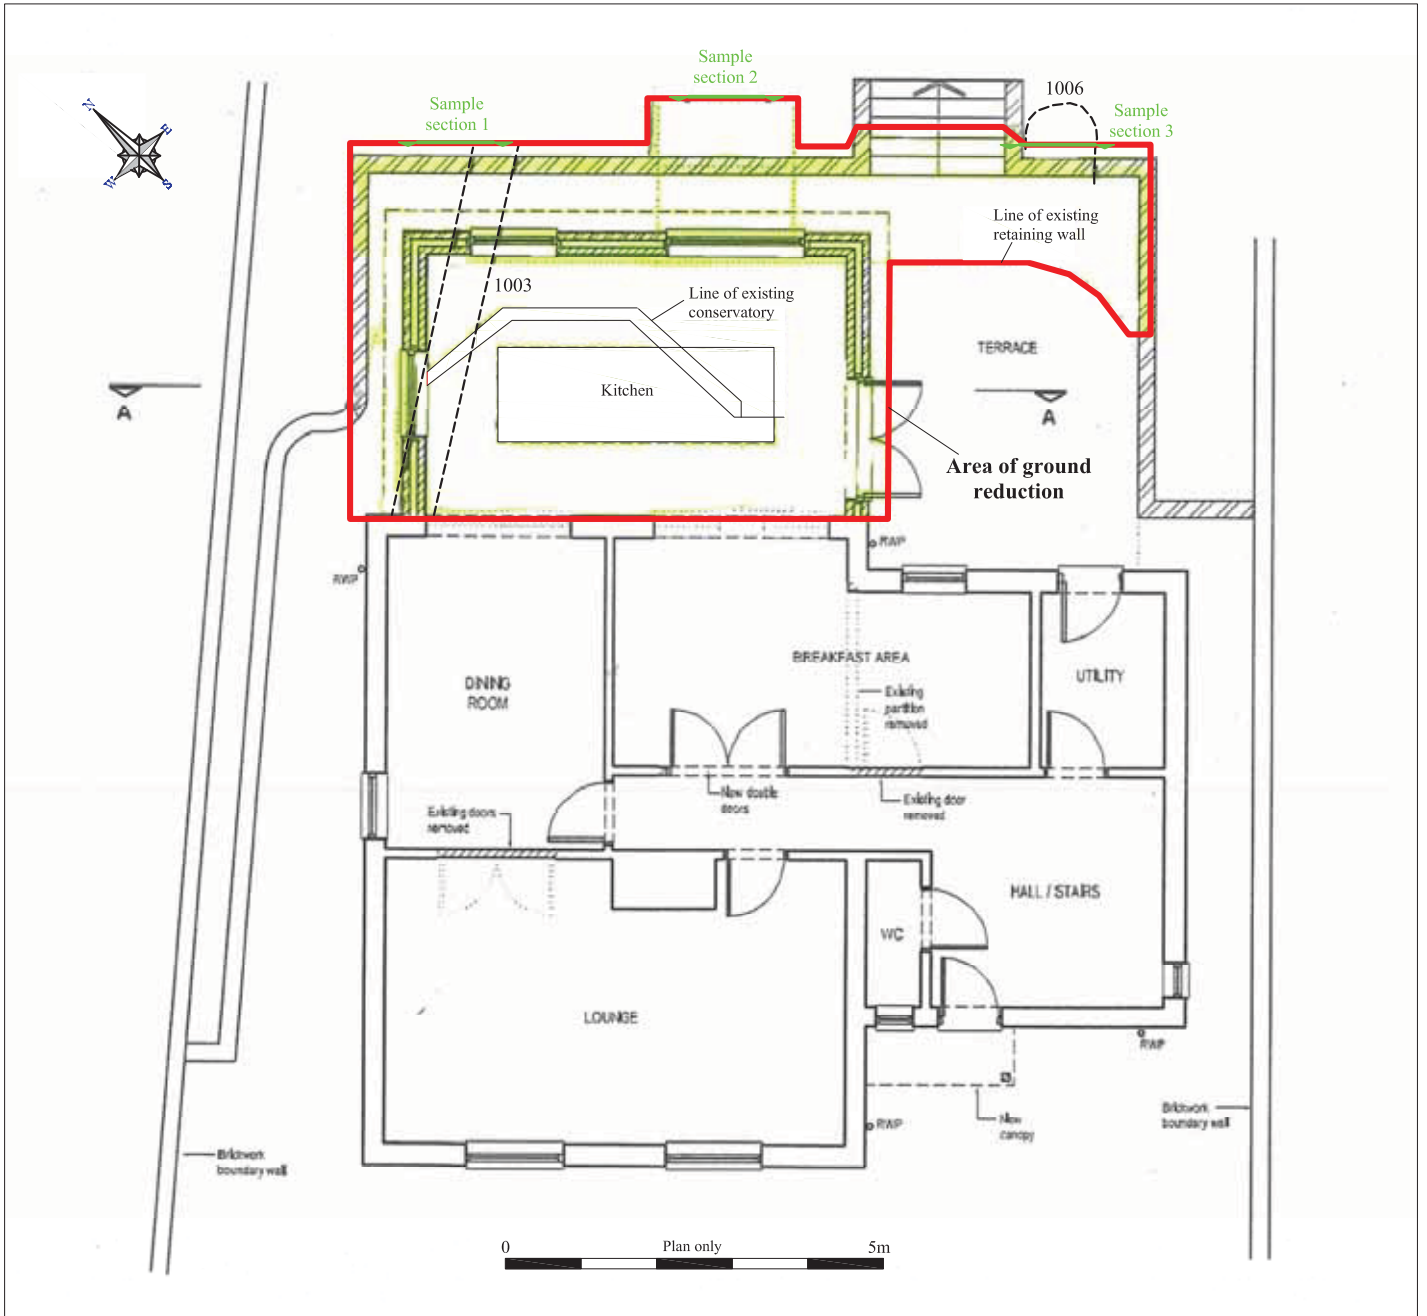 Sample
section 2
Sample
section 1
1006
Sample
section 3
N
E
W
S
Line of existing
retaining wall
1003
Line of existing
conservatory
TERRACE
Kitchen
A
A
Area of ground
reduction
RWP
RWP
BREAKFAST AREA
UTILITY
DINING
ROOM
Existing
partition
removed
New double
doors
Existing door
removed
Existing doors
removed
HALL / STAIRS
WC
LOUNGE
RWP
New
canopy
RWP
Brickwork
boundary wall
Brickwork
boundary wall
0
Plan only
5m